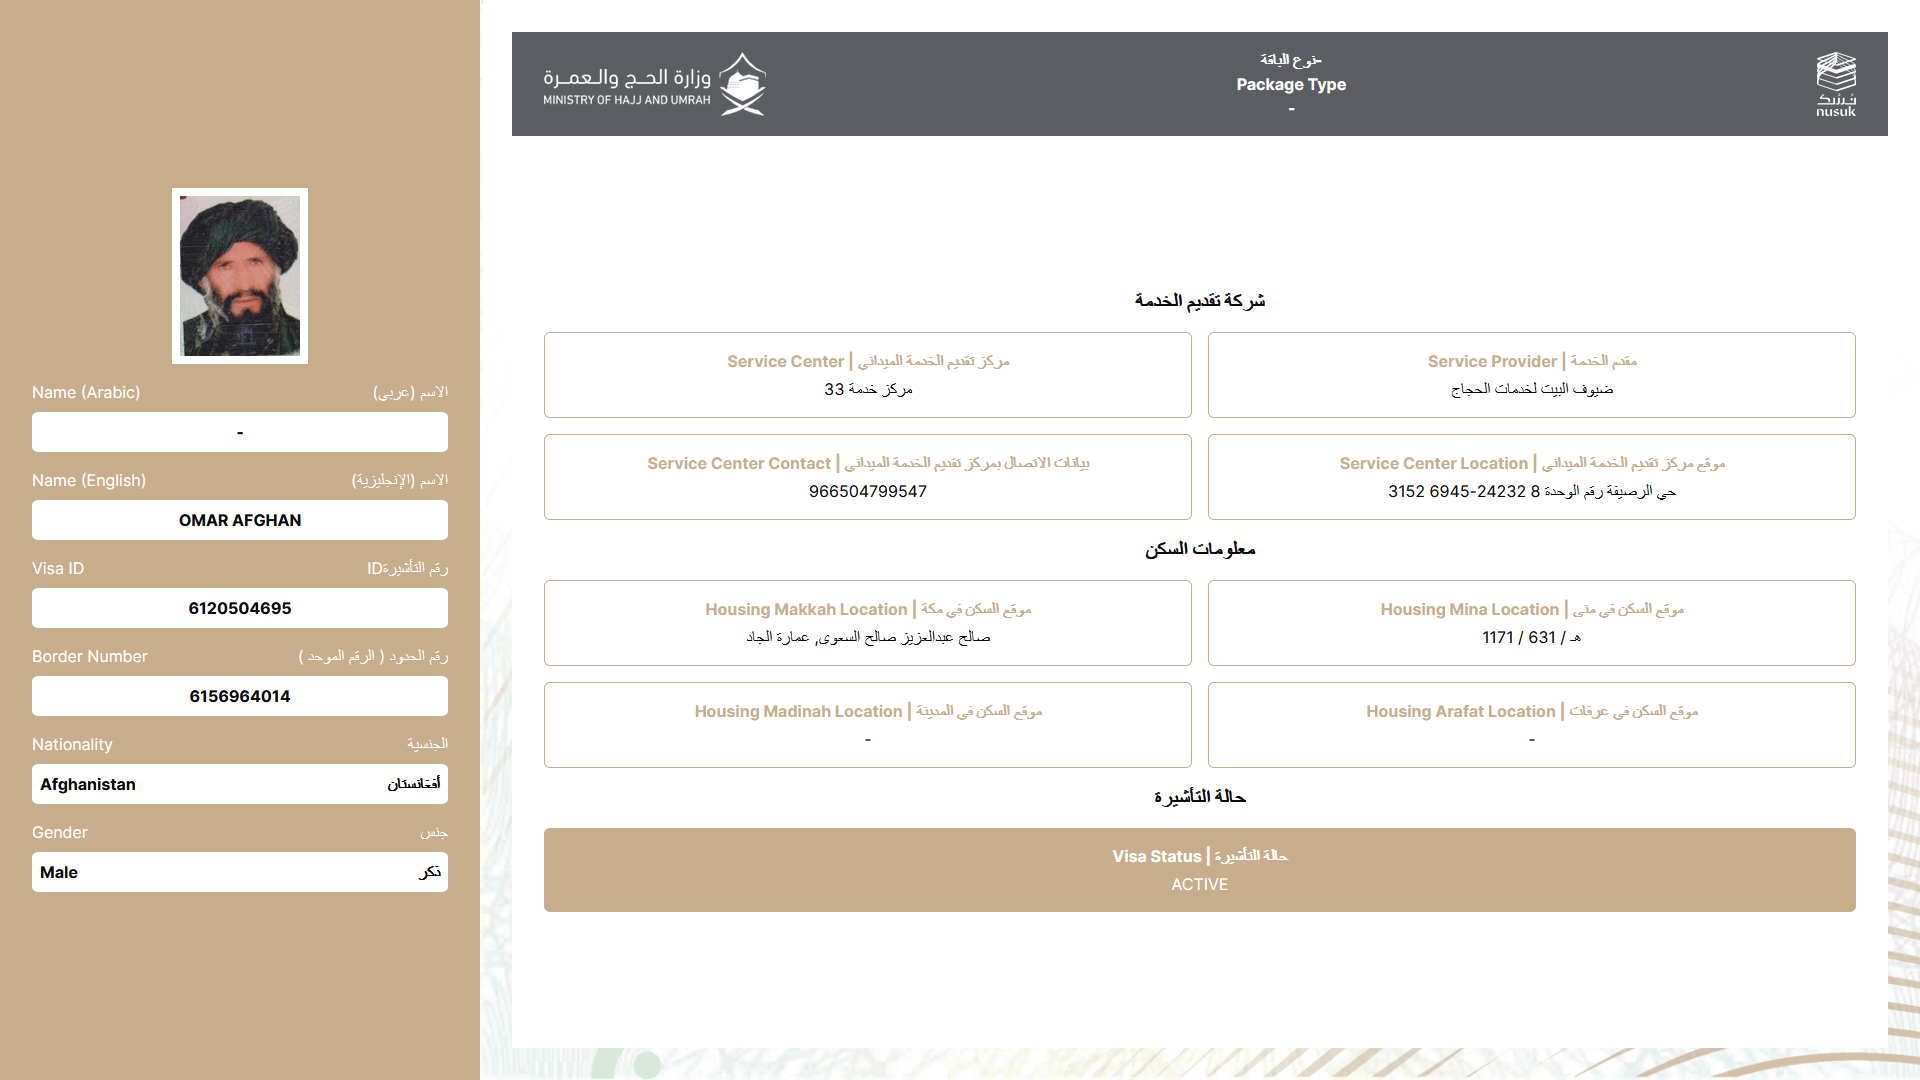 الاسم (عربي) Name (Arabic)
-
الاسم (الإنجليزية) Name (English)
OMAR AFGHAN
رقم التأشيرةID Visa ID
6120504695
رقم الحدود ( الرقم الموحد ) Border Number
6156964014
الجنسية Nationality
أفغانستان Afghanistan
جنس Gender
ذكر Male
وزارة الحج والعمرة
MINISTRY OF HAJJ AND UMRAH
نوع الباقة-
Package Type
-
نُسُك
nusuk
شركة تقديم الخدمة
مقدم الخدمة | Service Provider
ضيوف البيت لخدمات الحجاج
مركز تقديم الخدمة الميداني | Service Center
مركز خدمة 33
موقع مركز تقديم الخدمة الميداني | Service Center Location
حي الرصيفة رقم الوحدة 8 24232-6945 3152
بيانات الاتصال بمركز تقديم الخدمة الميداني | Service Center Contact
966504799547
معلومات السكن
موقع السكن في منى | Housing Mina Location
هـ / 631 / 1171
موقع السكن في مكة | Housing Makkah Location
صالح عبدالعزيز صالح السعوى, عمارة الجاد
موقع السكن في عرفات | Housing Arafat Location
-
موقع السكن في المدينة | Housing Madinah Location
-
حالة التأشيرة
حالة التأشيرة | Visa Status
ACTIVE